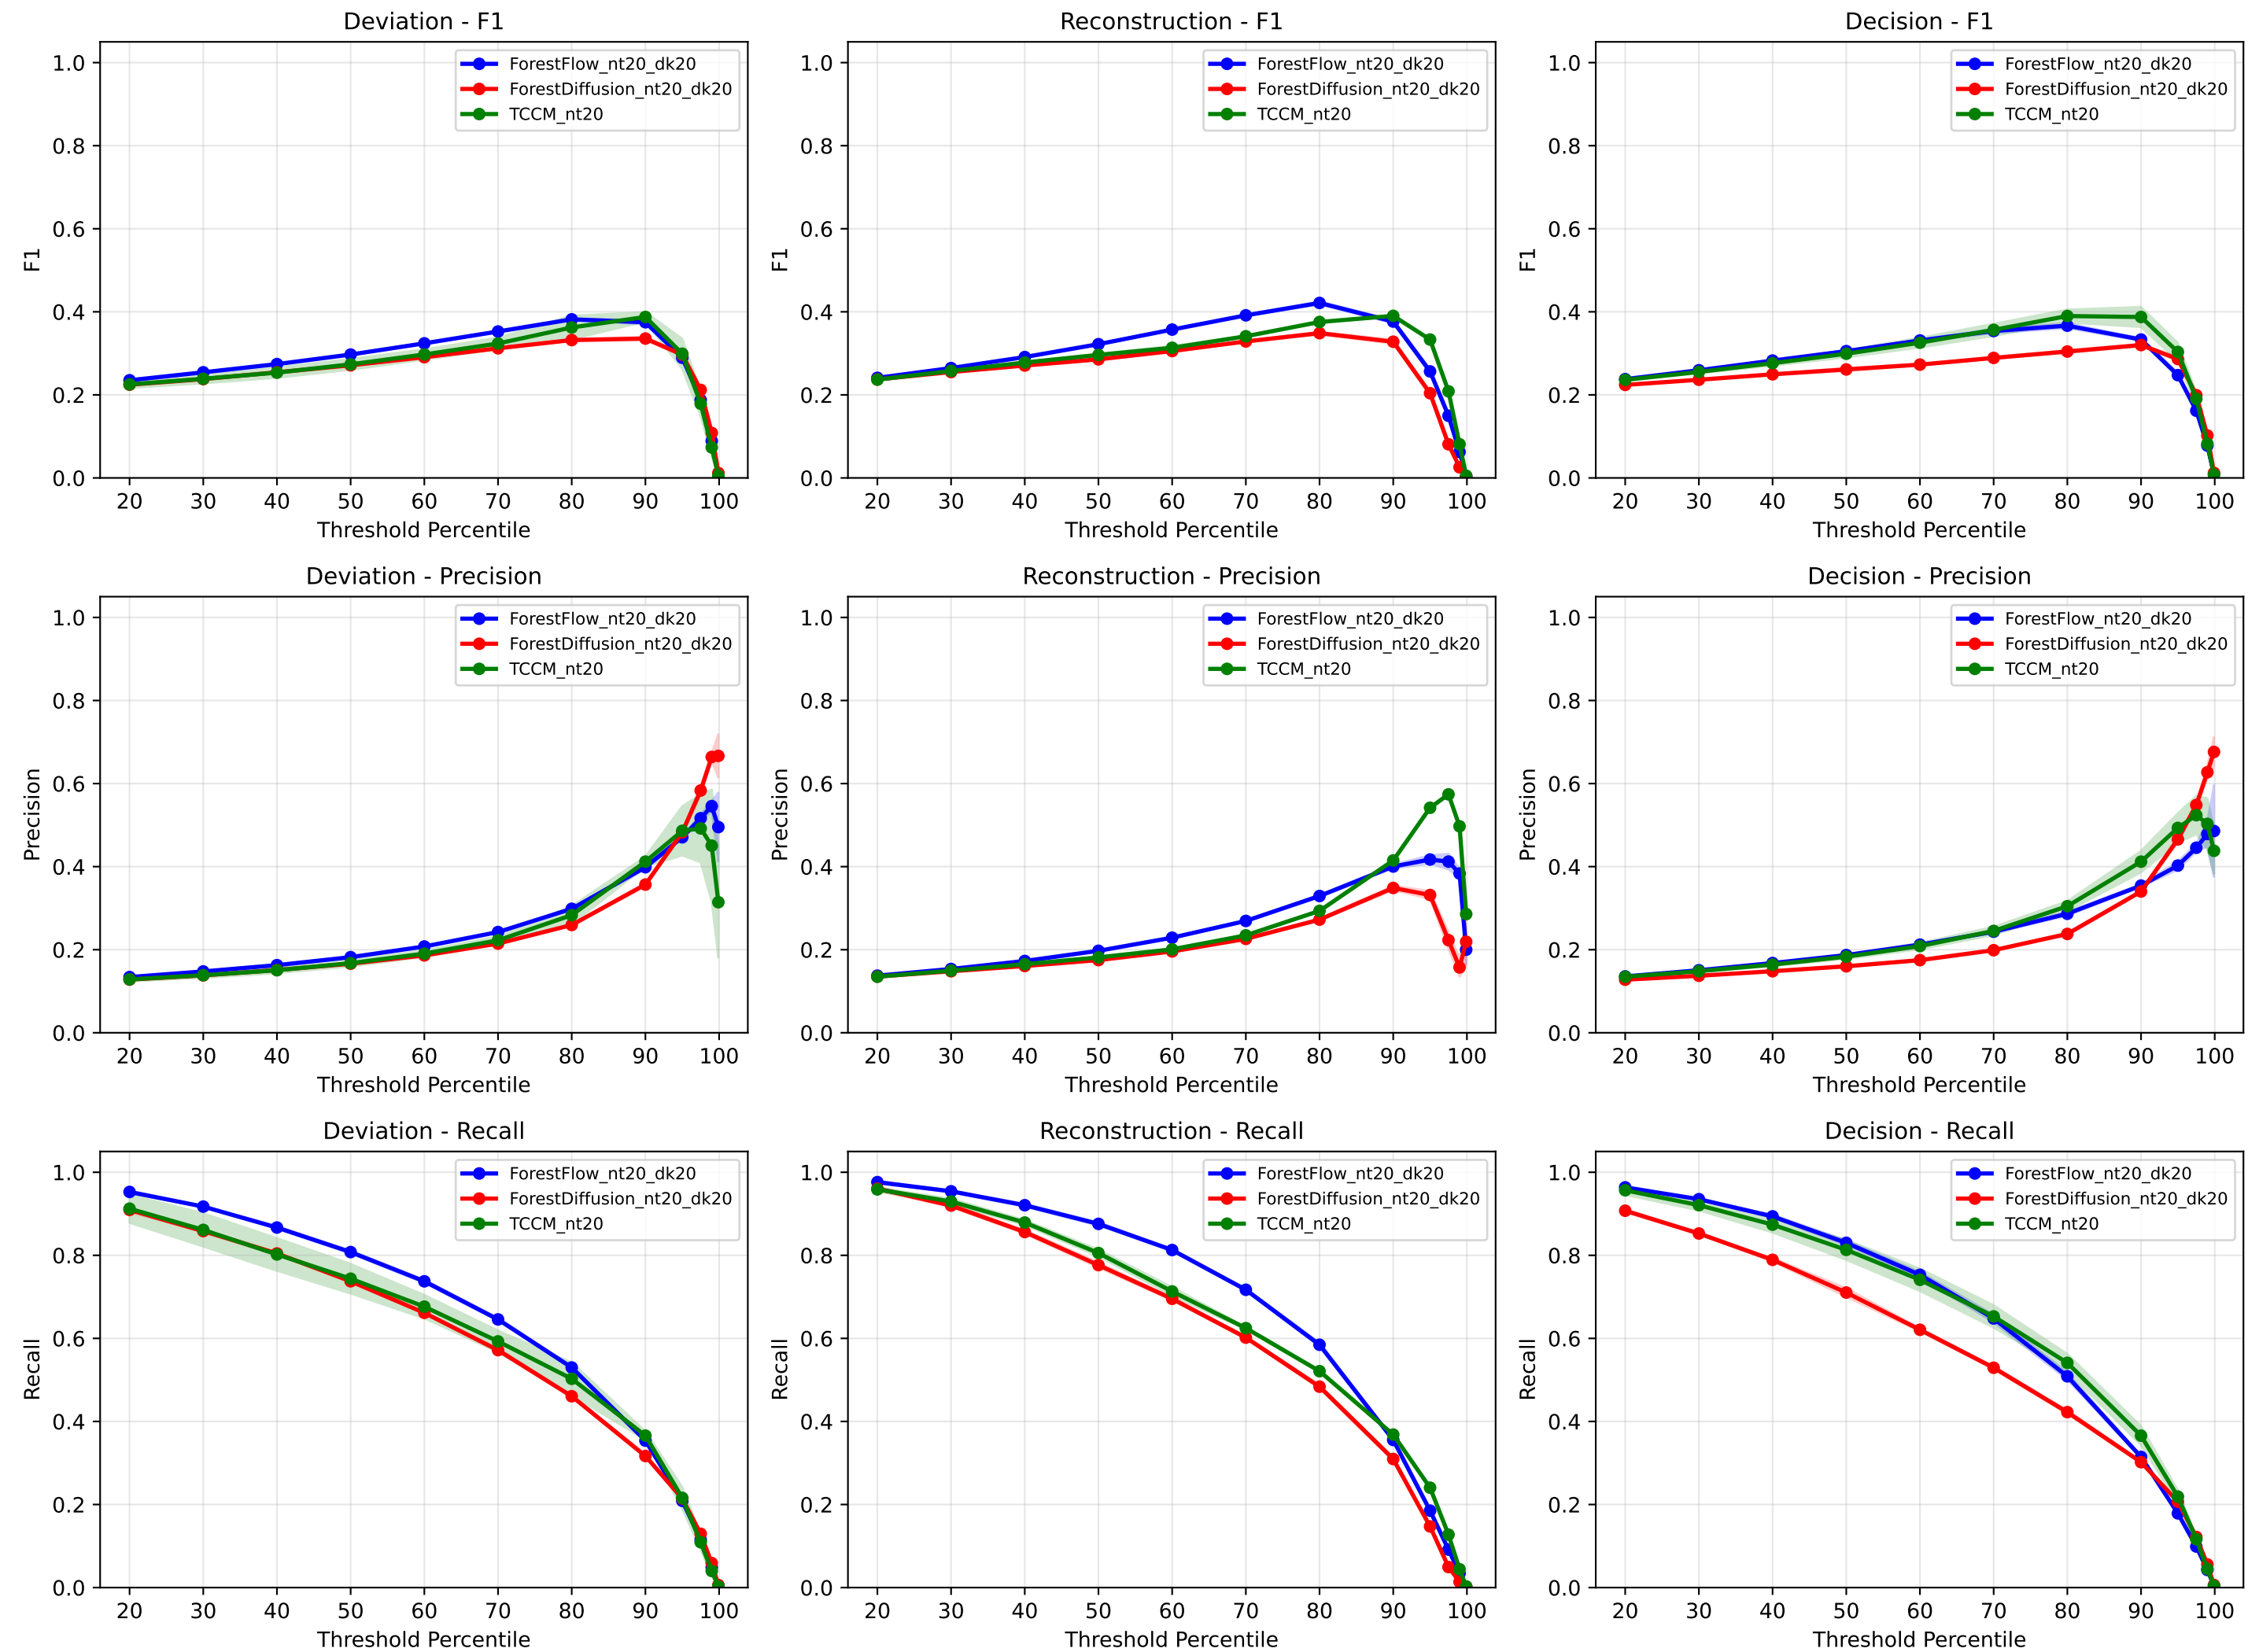 Deviation - F1
1.0
0.8
0.6
0.4
0.2
0.0
F1
ForestFlow_nt20_dk20
ForestDiffusion_nt20_dk20
TCCM_nt20
20 30 40 50 60 70 80 90 100
Threshold Percentile
Reconstruction - F1
1.0
0.8
0.6
0.4
0.2
0.0
F1
ForestFlow_nt20_dk20
ForestDiffusion_nt20_dk20
TCCM_nt20
20 30 40 50 60 70 80 90 100
Threshold Percentile
Decision - F1
1.0
0.8
0.6
0.4
0.2
0.0
F1
ForestFlow_nt20_dk20
ForestDiffusion_nt20_dk20
TCCM_nt20
20 30 40 50 60 70 80 90 100
Threshold Percentile
Deviation - Precision
1.0
0.8
0.6
0.4
0.2
0.0
Precision
ForestFlow_nt20_dk20
ForestDiffusion_nt20_dk20
TCCM_nt20
20 30 40 50 60 70 80 90 100
Threshold Percentile
Reconstruction - Precision
1.0
0.8
0.6
0.4
0.2
0.0
Precision
ForestFlow_nt20_dk20
ForestDiffusion_nt20_dk20
TCCM_nt20
20 30 40 50 60 70 80 90 100
Threshold Percentile
Decision - Precision
1.0
0.8
0.6
0.4
0.2
0.0
Precision
ForestFlow_nt20_dk20
ForestDiffusion_nt20_dk20
TCCM_nt20
20 30 40 50 60 70 80 90 100
Threshold Percentile
Deviation - Recall
1.0
0.8
0.6
0.4
0.2
0.0
Recall
ForestFlow_nt20_dk20
ForestDiffusion_nt20_dk20
TCCM_nt20
20 30 40 50 60 70 80 90 100
Threshold Percentile
Reconstruction - Recall
1.0
0.8
0.6
0.4
0.2
0.0
Recall
ForestFlow_nt20_dk20
ForestDiffusion_nt20_dk20
TCCM_nt20
20 30 40 50 60 70 80 90 100
Threshold Percentile
Decision - Recall
1.0
0.8
0.6
0.4
0.2
0.0
Recall
ForestFlow_nt20_dk20
ForestDiffusion_nt20_dk20
TCCM_nt20
20 30 40 50 60 70 80 90 100
Threshold Percentile